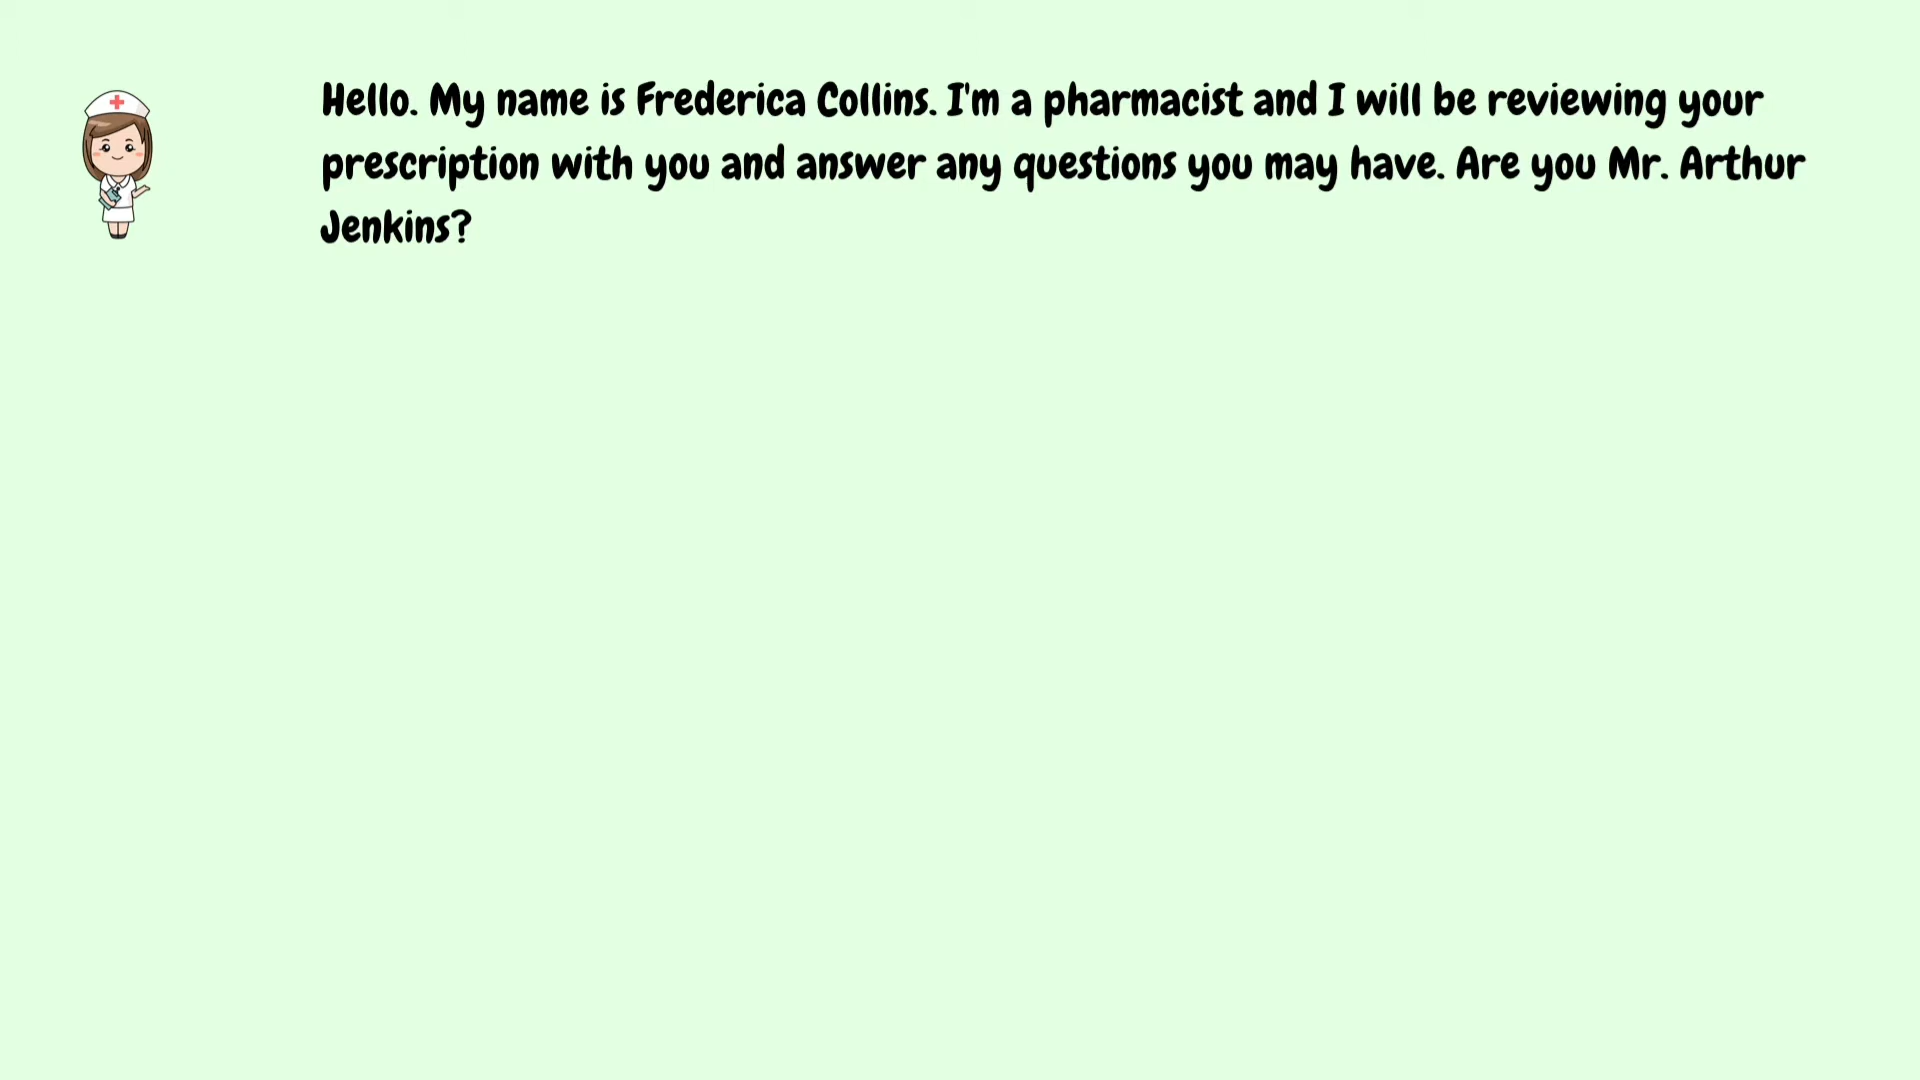 Hello. My name is Frederica Collins. I'm a pharmacist and I will be reviewing your
prescription with you and answer any questions you may have. Are you Mr. Arthur
Jenkins?